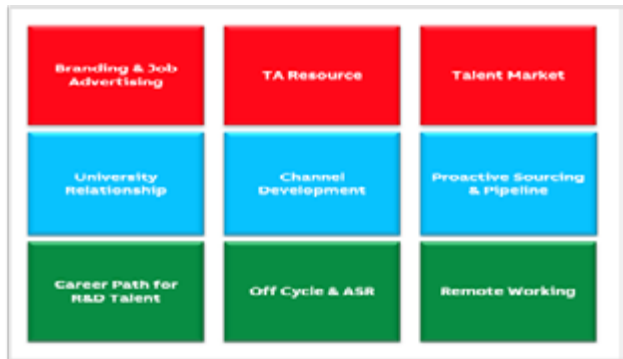 Branding & Job
Advertising
TA Resource
Talent Market
University
Relationship
Channel
Development
Proactive Sourcing
& Pipeline
Career Path for
R&D Talent
Off Cycle & ASR
Remote Working